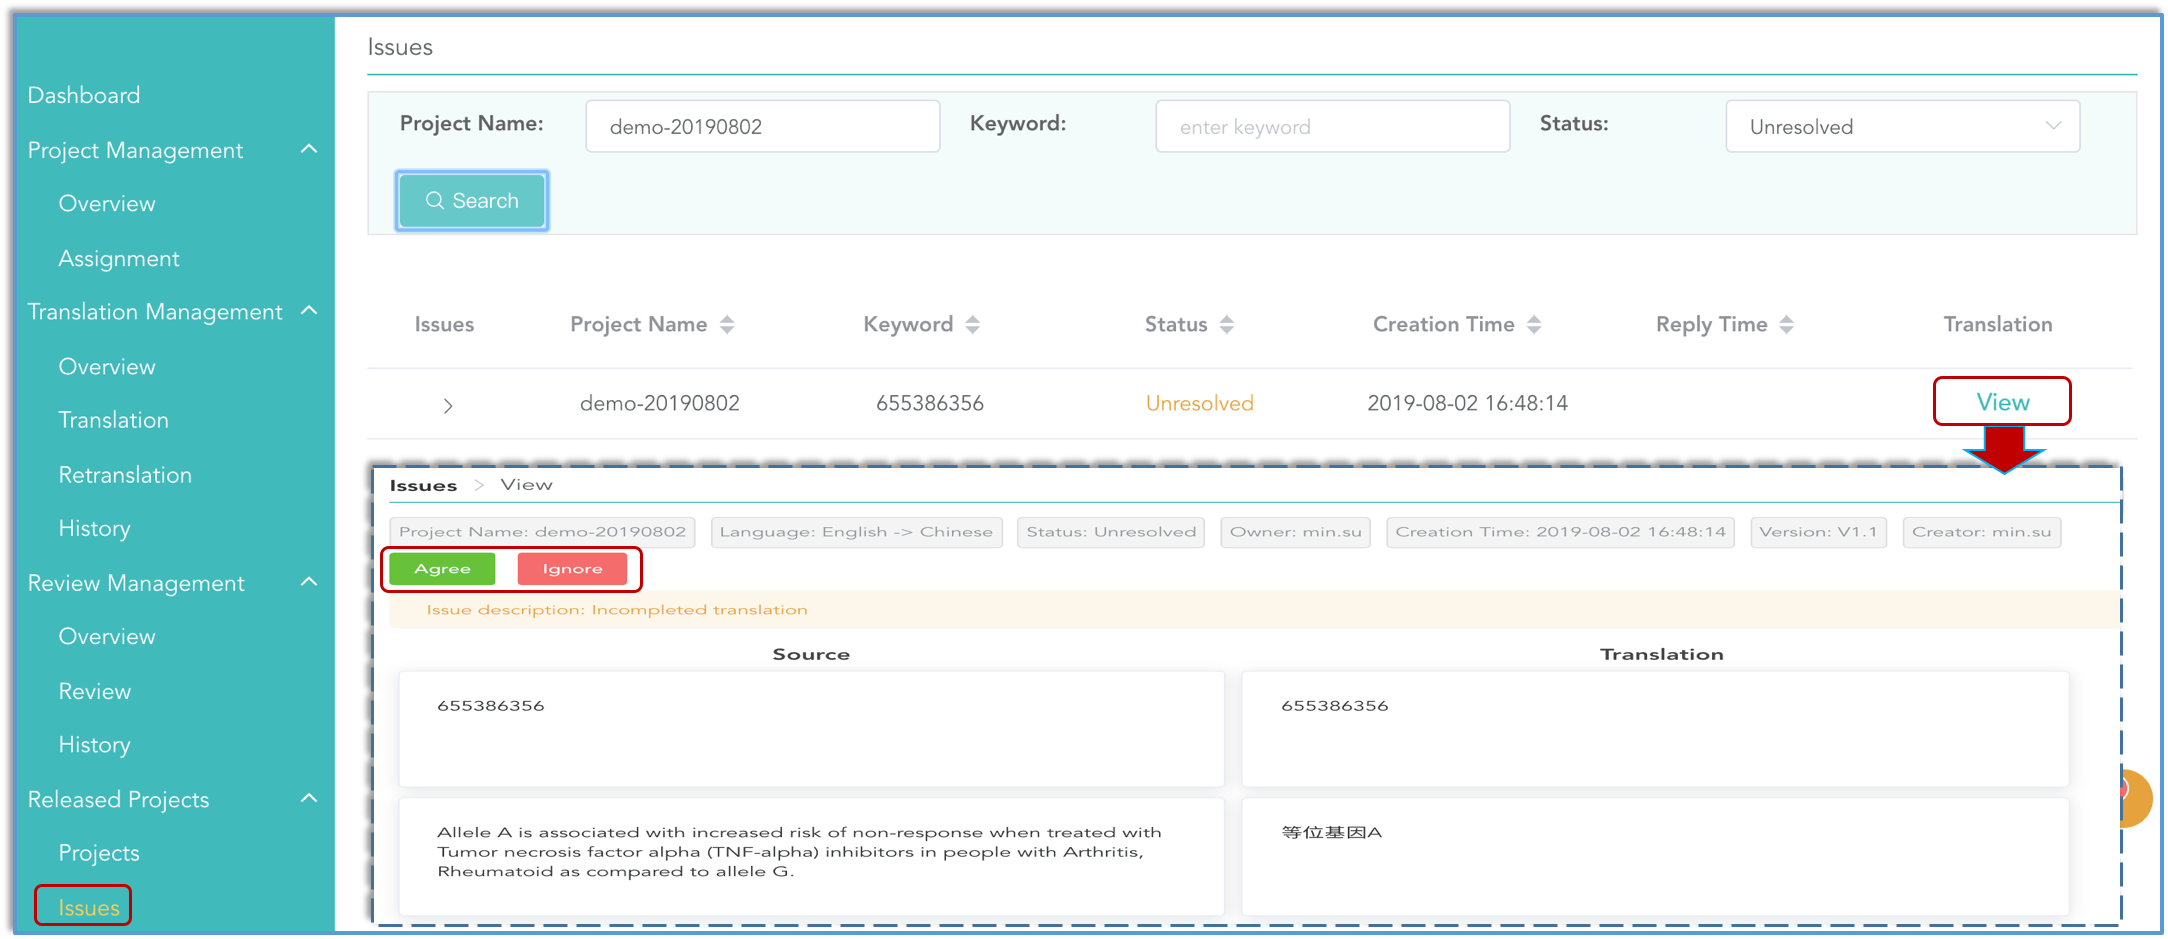 Dashboard
Project Management
Overview
Assignment
Translation Management
Overview
Translation
Retranslation
History
Review Management
Overview
Review
History
Released Projects
Projects
Issues
Issues
Project Name: demo-20190802 Keyword: enter keyword Status: Unresolved
Search
Issues Project Name Keyword Status Creation Time Reply Time Translation
demo-20190802 655386356 Unresolved 2019-08-02 16:48:14 View
Issues > View
Project Name: demo-20190802 Language: English -> Chinese Status: Unresolved Owner: min.su Creation Time: 2019-08-02 16:48:14 Version: V1.1 Creator: min.su
Agree Ignore
Issue description: Incompleted translation
Source Translation
655386356 655386356
Allele A is associated with increased risk of non-response when treated with
Tumor necrosis factor alpha (TNF-alpha) inhibitors in people with Arthritis,
Rheumatoid as compared to allele G.
等位基因A